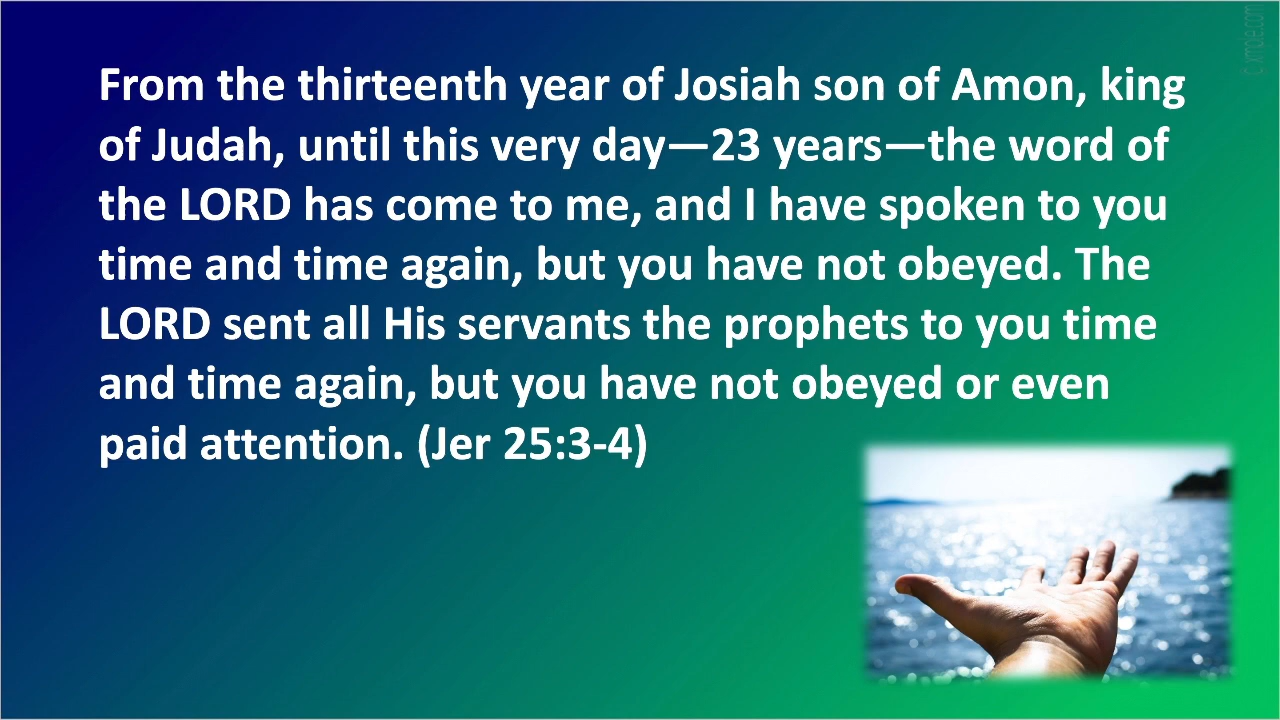 From the thirteenth year of Josiah son of Amon, king
of Judah, until this very day—23 years—the word of
the LORD has come to me, and I have spoken to you
time and time again, but you have not obeyed. The
LORD sent all His servants the prophets to you time
and time again, but you have not obeyed or even
paid attention. (Jer 25:3-4)